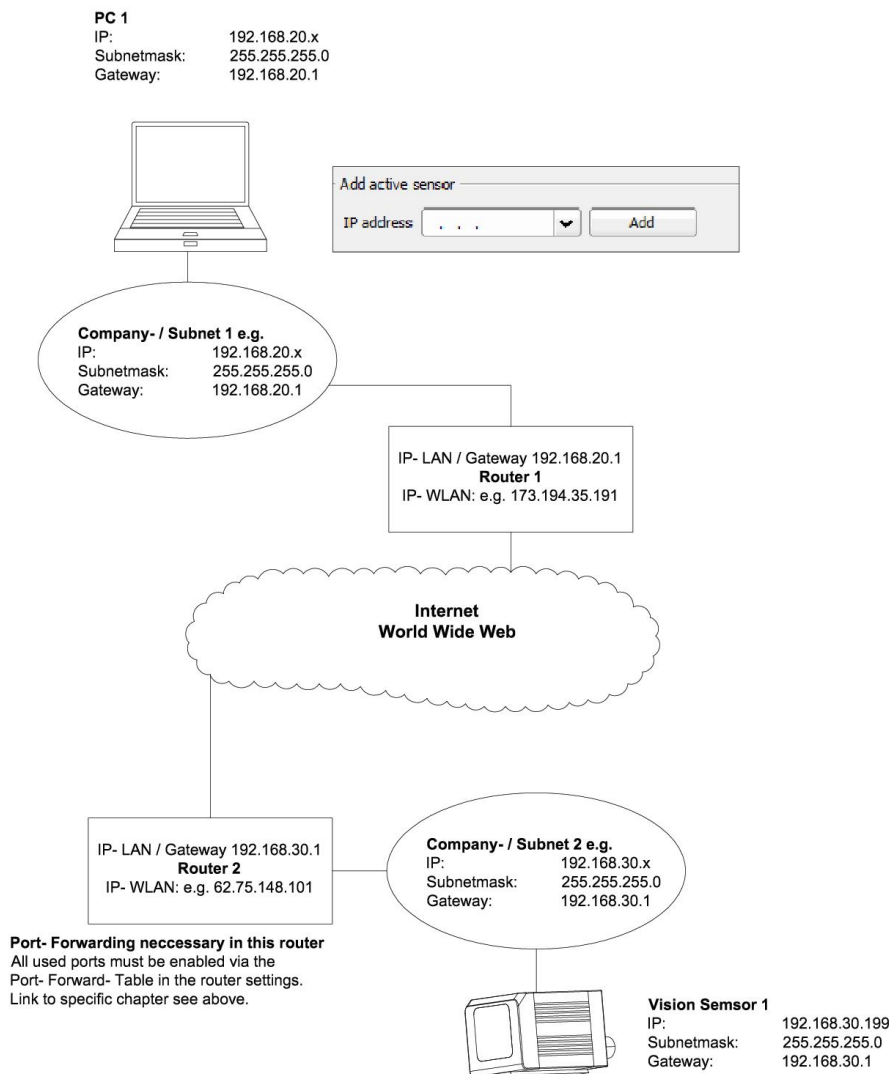 PC 1
IP: 192.168.20.x
Subnetmask: 255.255.255.0
Gateway: 192.168.20.1
Add active sensor
IP address . . . Add
Company- / Subnet 1 e.g.
IP: 192.168.20.x
Subnetmask: 255.255.255.0
Gateway: 192.168.20.1
IP- LAN / Gateway 192.168.20.1
Router 1
IP- WLAN: e.g. 173.194.35.191
Internet
World Wide Web
IP- LAN / Gateway 192.168.30.1
Router 2
IP- WLAN: e.g. 62.75.148.101
Company- / Subnet 2 e.g.
IP: 192.168.30.x
Subnetmask: 255.255.255.0
Gateway: 192.168.30.1
Port- Forwarding neccessary in this router
All used ports must be enabled via the
Port- Forward- Table in the router settings.
Link to specific chapter see above.
Vision Semsor 1
IP: 192.168.30.199
Subnetmask: 255.255.255.0
Gateway: 192.168.30.1